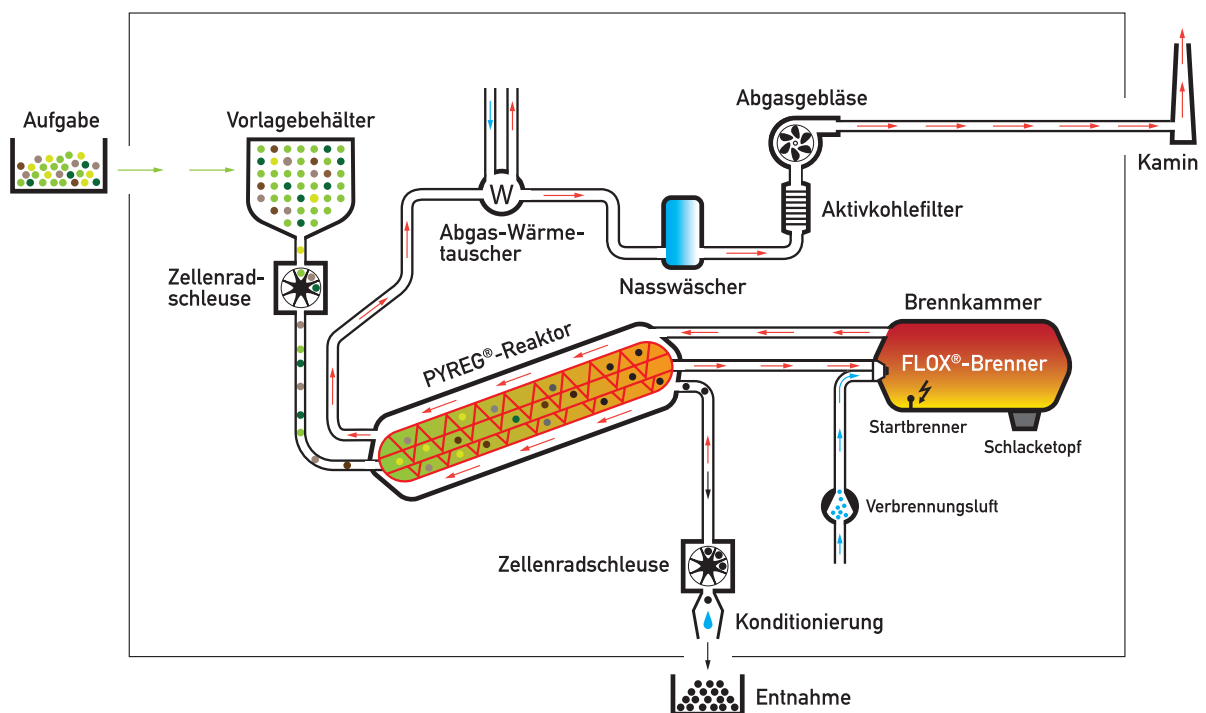 Aufgabe
Vorlagebehälter
Abgasgebläse
Kamin
W
Aktivkohlefilter
Abgas-Wärme-
tauscher
Zellenrad-
schleuse
Nasswäscher
Brennkammer
PYREG®-Reaktor
FLOX®-Brenner
Startbrenner
Schlacketopf
Verbrennungsluft
Zellenradschleuse
Konditionierung
Entnahme